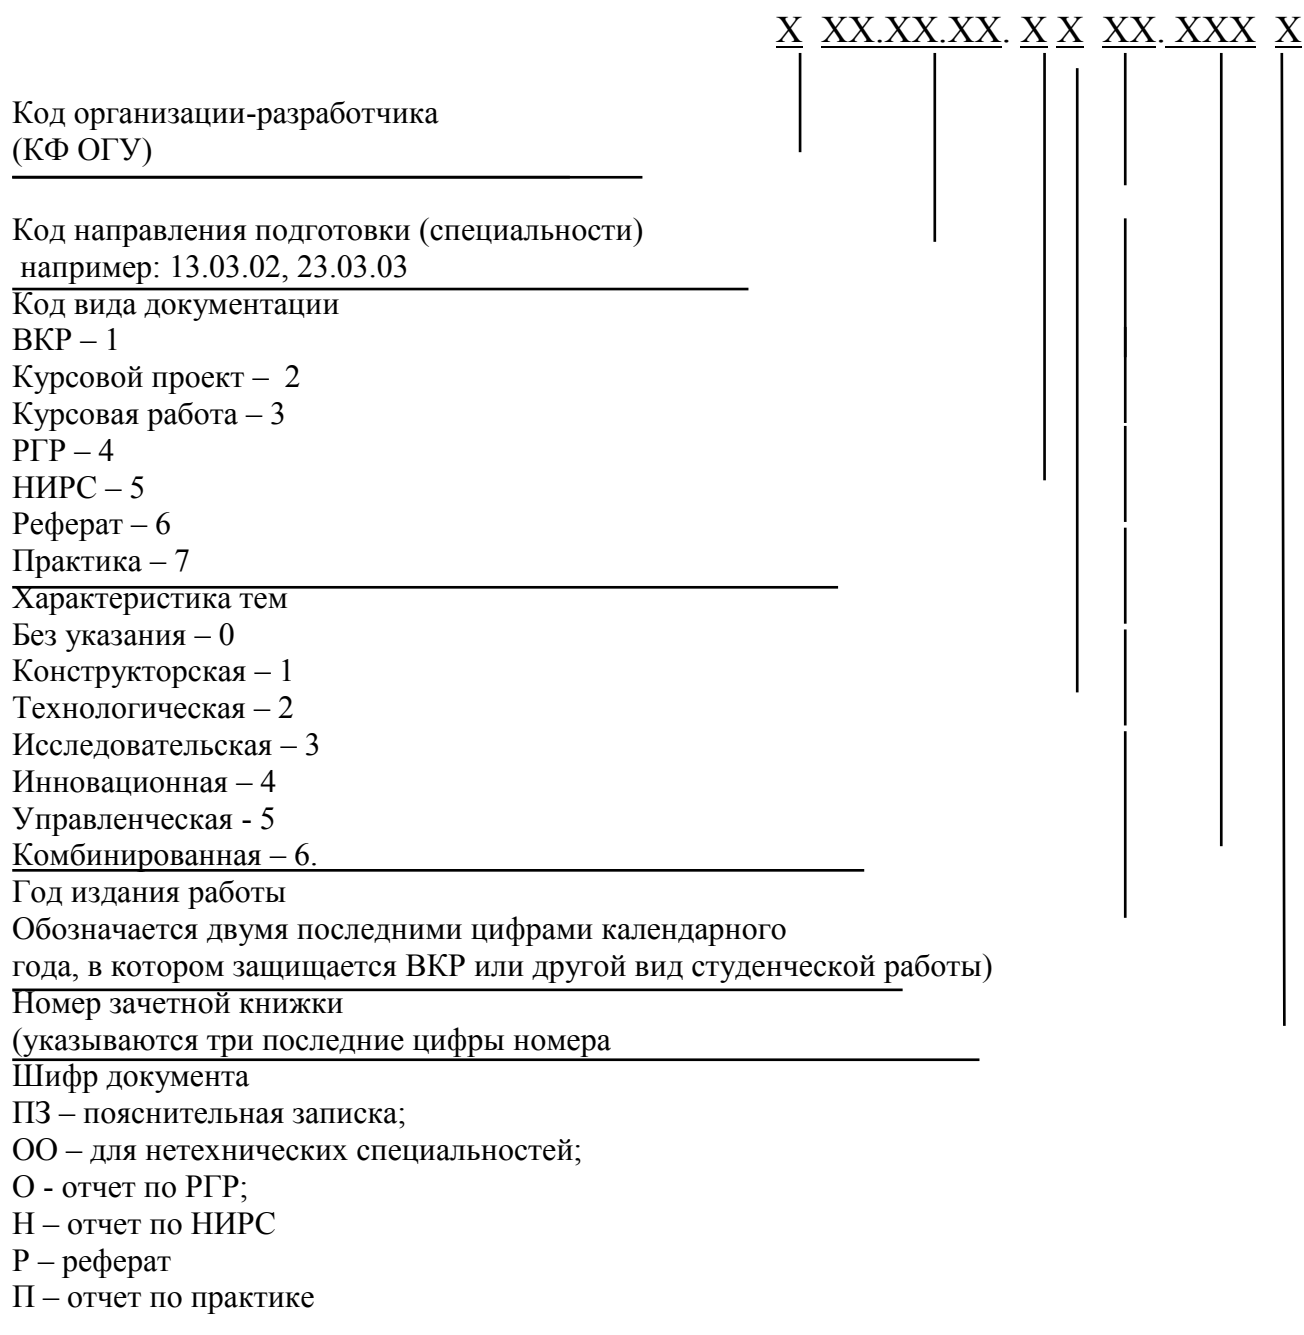 X XX.XX.XX. X X XX. XXX X
Код организации-разработчика
(КФ ОГУ)
Код направления подготовки (специальности)
например: 13.03.02, 23.03.03
Код вида документации
ВКР – 1
Курсовой проект – 2
Курсовая работа – 3
РГР – 4
НИРС – 5
Реферат – 6
Практика – 7
Характеристика тем
Без указания – 0
Конструкторская – 1
Технологическая – 2
Исследовательская – 3
Инновационная – 4
Управленческая - 5
Комбинированная – 6.
Год издания работы
Обозначается двумя последними цифрами календарного
года, в котором защищается ВКР или другой вид студенческой работы)
Номер зачетной книжки
(указываются три последние цифры номера
Шифр документа
ПЗ – пояснительная записка;
ОО – для нетехнических специальностей;
О - отчет по РГР;
Н – отчет по НИРС
Р – реферат
П – отчет по практике